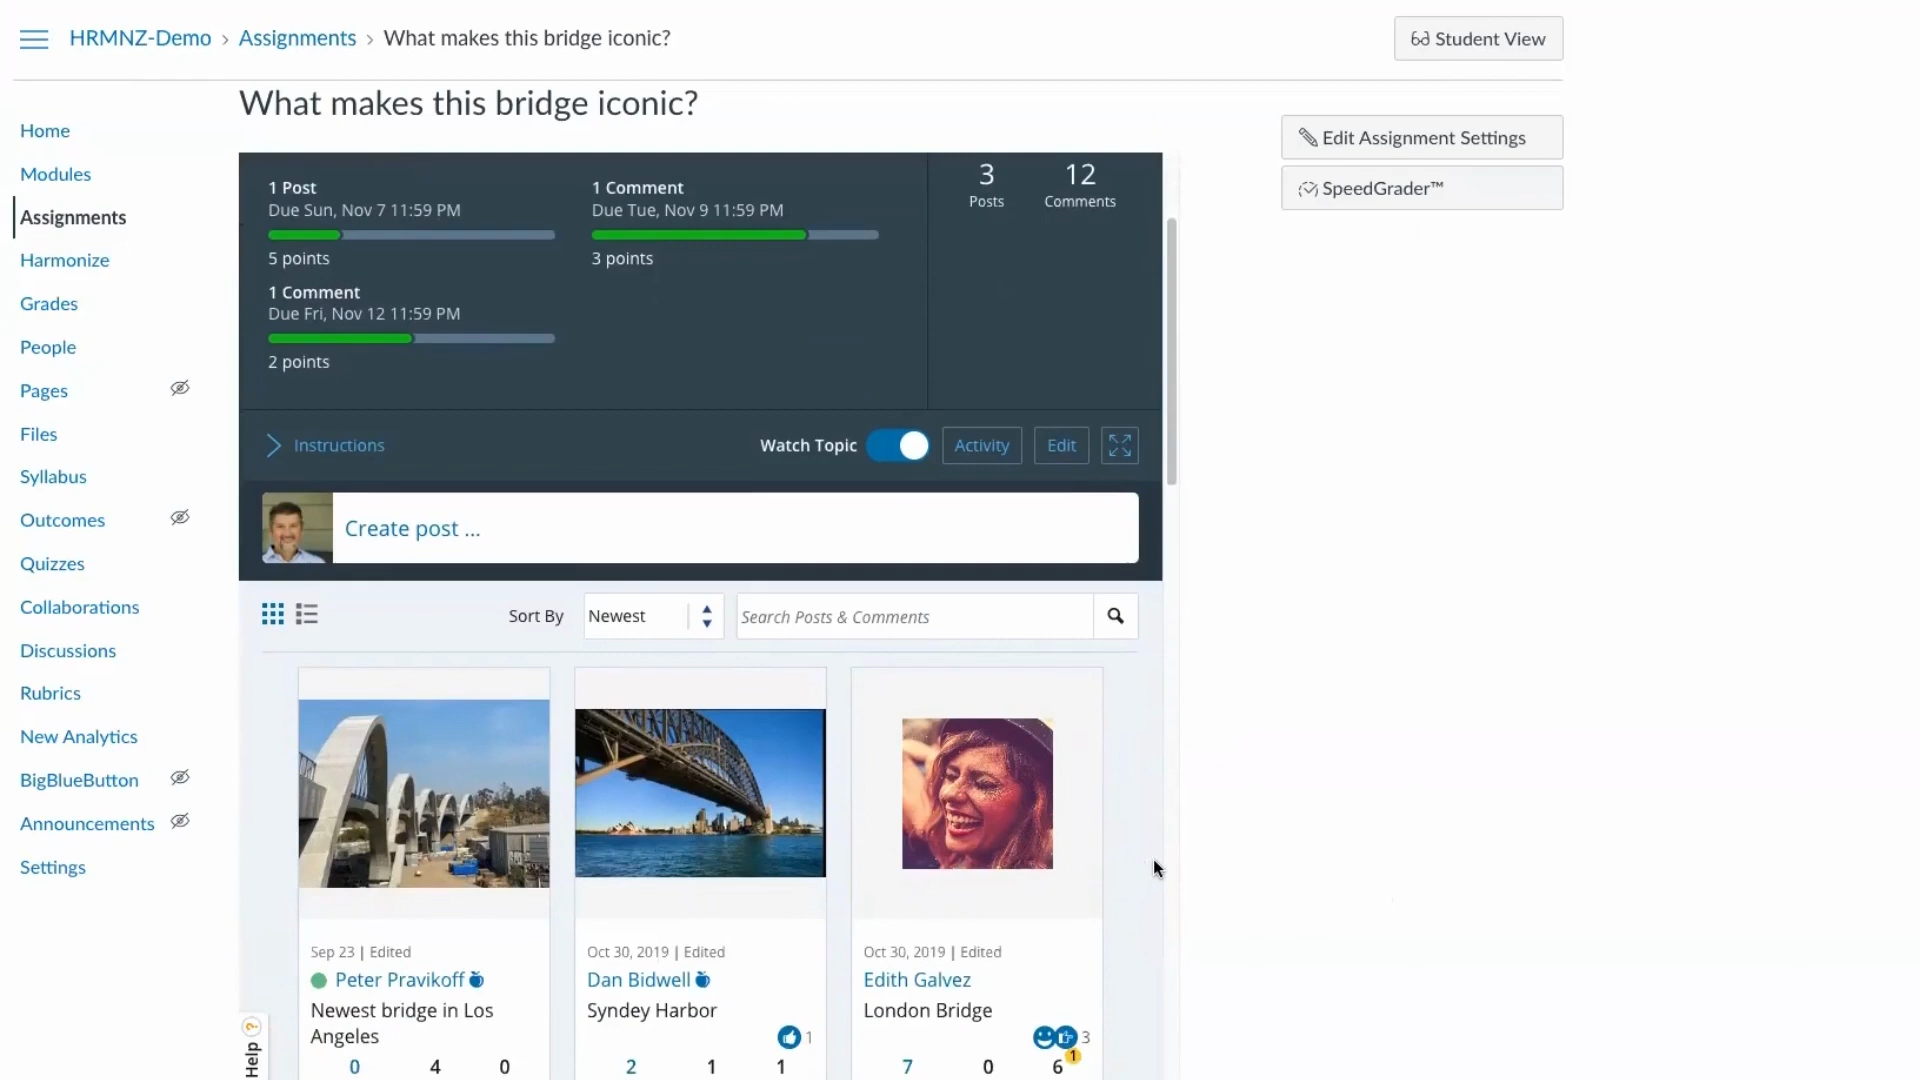 HRMNZ-Demo › Assignments › What makes this bridge iconic?
Student View
What makes this bridge iconic?
Edit Assignment Settings
SpeedGrader™
Home
Modules
Assignments
Harmonize
Grades
People
Pages
Files
Syllabus
Outcomes
Quizzes
Collaborations
Discussions
Rubrics
New Analytics
BigBlueButton
Announcements
Settings
1 Post
Due Sun, Nov 7 11:59 PM
5 points
1 Comment
Due Tue, Nov 9 11:59 PM
3 points
1 Comment
Due Fri, Nov 12 11:59 PM
2 points
3
Posts
12
Comments
Instructions
Watch Topic
Activity
Edit
Create post ...
Sort By
Newest
Search Posts & Comments
Sep 23 | Edited
Peter Pravikoff
Newest bridge in Los
Angeles
0 4 0
Oct 30, 2019 | Edited
Dan Bidwell
Syndey Harbor
1
2 1 1
Oct 30, 2019 | Edited
Edith Galvez
London Bridge
3
1
7 0 6
Help ?